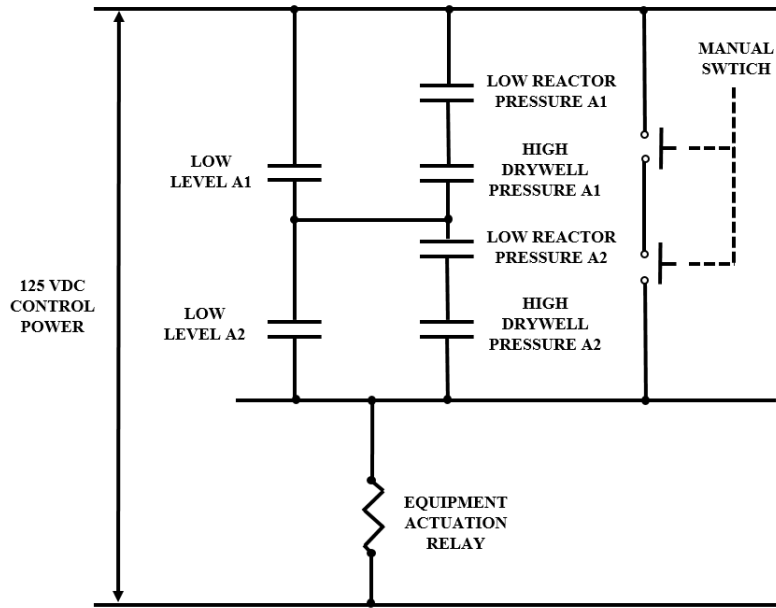 MANUAL
SWTICH
LOW REACTOR
PRESSURE A1
LOW
LEVEL A1
HIGH
DRYWELL
PRESSURE A1
LOW REACTOR
PRESSURE A2
125 VDC
CONTROL
POWER
LOW
LEVEL A2
HIGH
DRYWELL
PRESSURE A2
EQUIPMENT
ACTUATION
RELAY